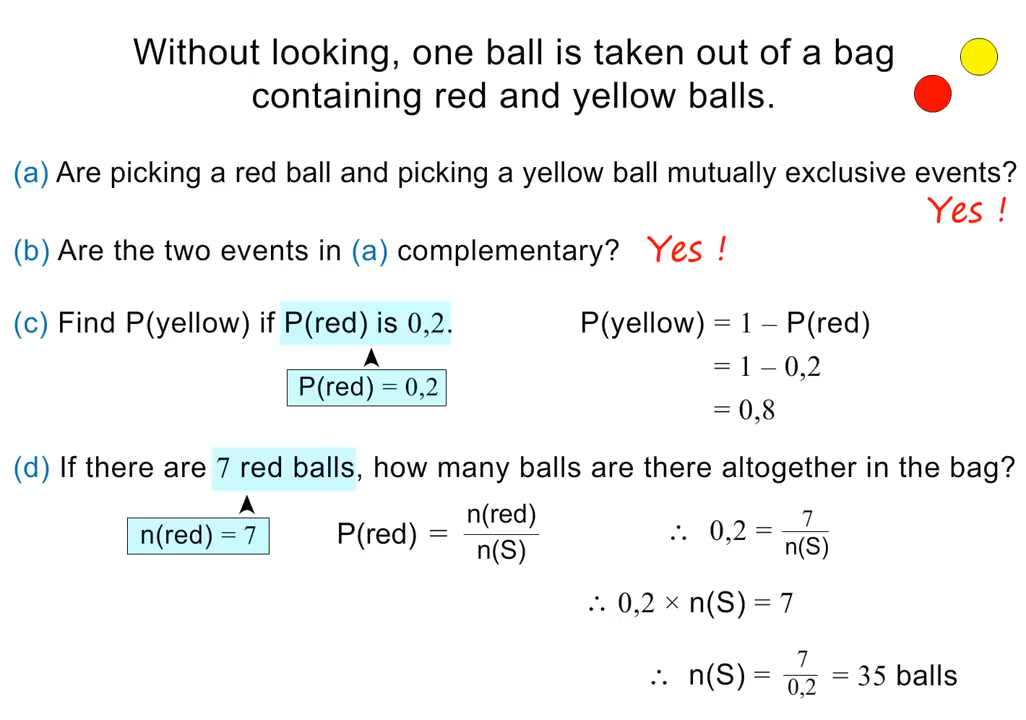 Without looking, one ball is taken out of a bag
containing red and yellow balls.
(a) Are picking a red ball and picking a yellow ball mutually exclusive events?
Yes !
(b) Are the two events in (a) complementary? Yes !
(c) Find P(yellow) if P(red) is 0,2.
P(red) = 0,2
P(yellow) = 1 – P(red)
= 1 – 0,2
= 0,8
(d) If there are 7 red balls, how many balls are there altogether in the bag?
n(red) = 7
P(red) = n(red)/n(S)
∴ 0,2 = 7/n(S)
∴ 0,2 × n(S) = 7
∴ n(S) = 7/0,2 = 35 balls